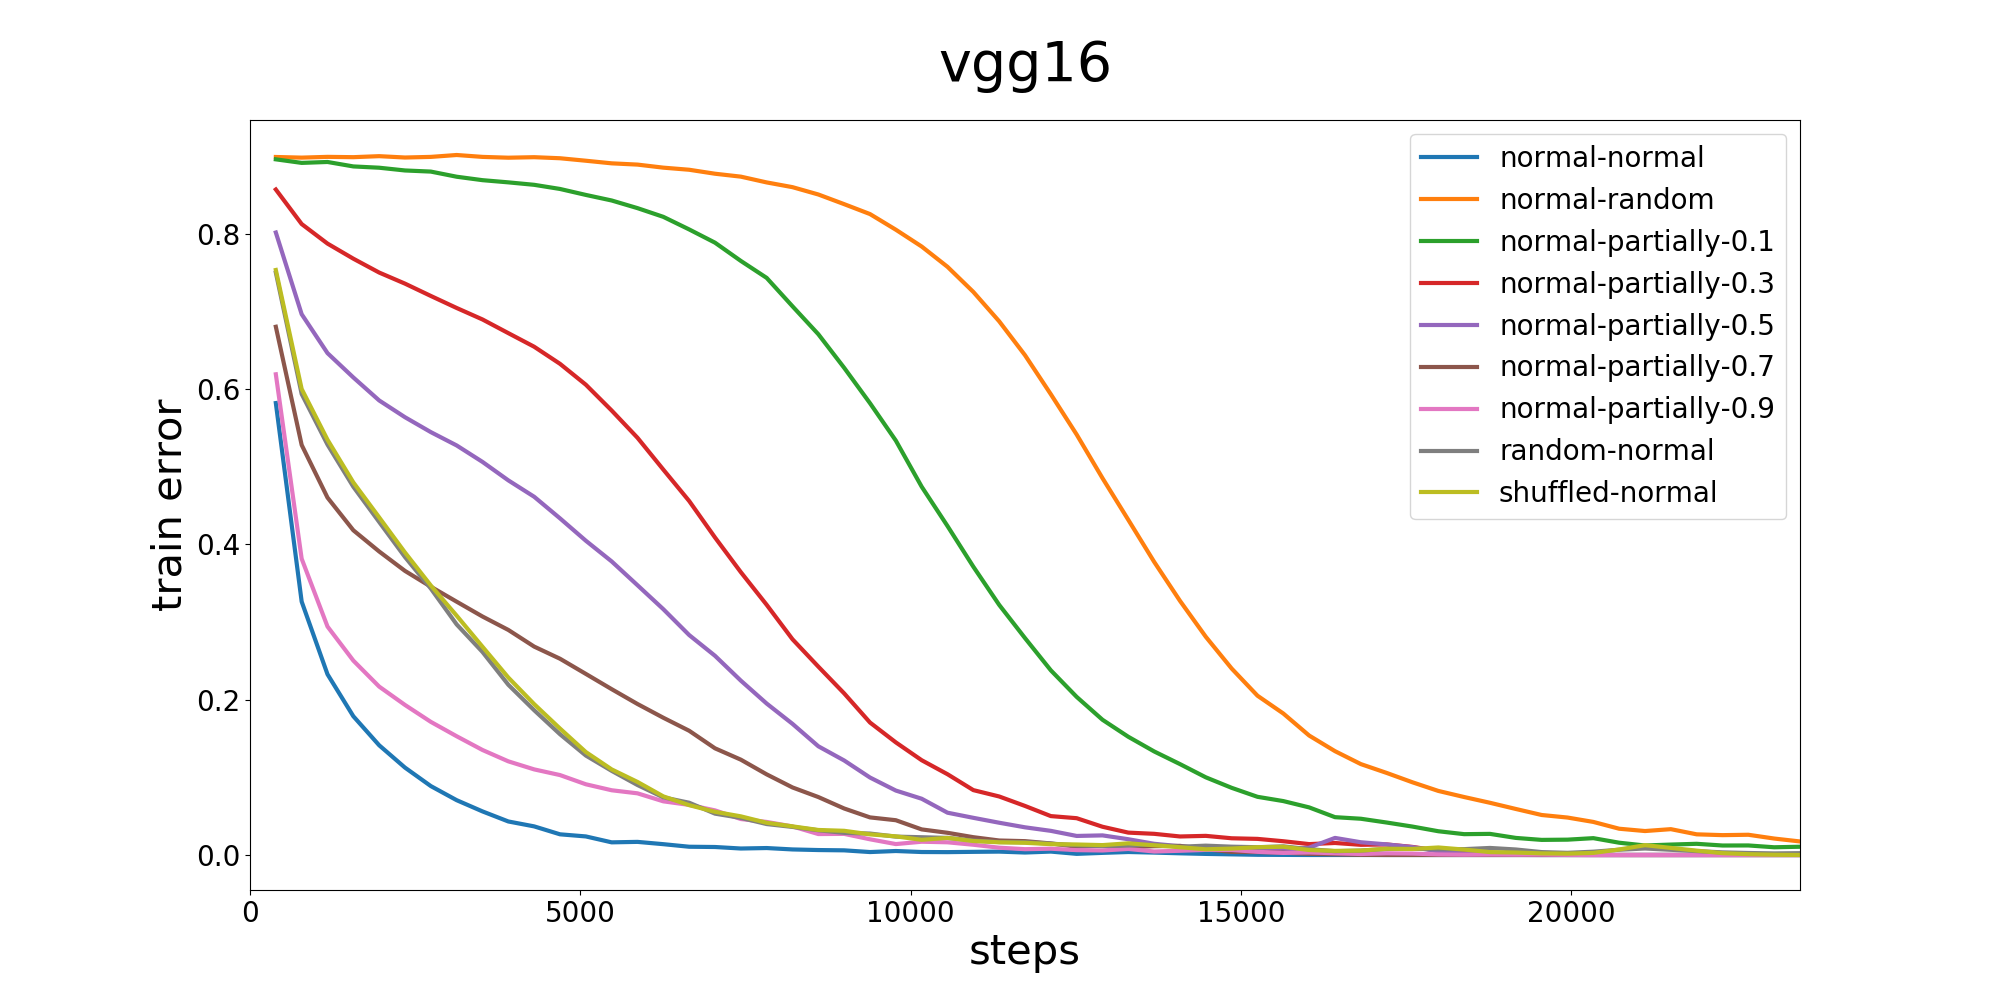 vgg16
train error
0.8
0.6
0.4
0.2
0.0
0
5000
10000
15000
20000
steps
normal-normal
normal-random
normal-partially-0.1
normal-partially-0.3
normal-partially-0.5
normal-partially-0.7
normal-partially-0.9
random-normal
shuffled-normal